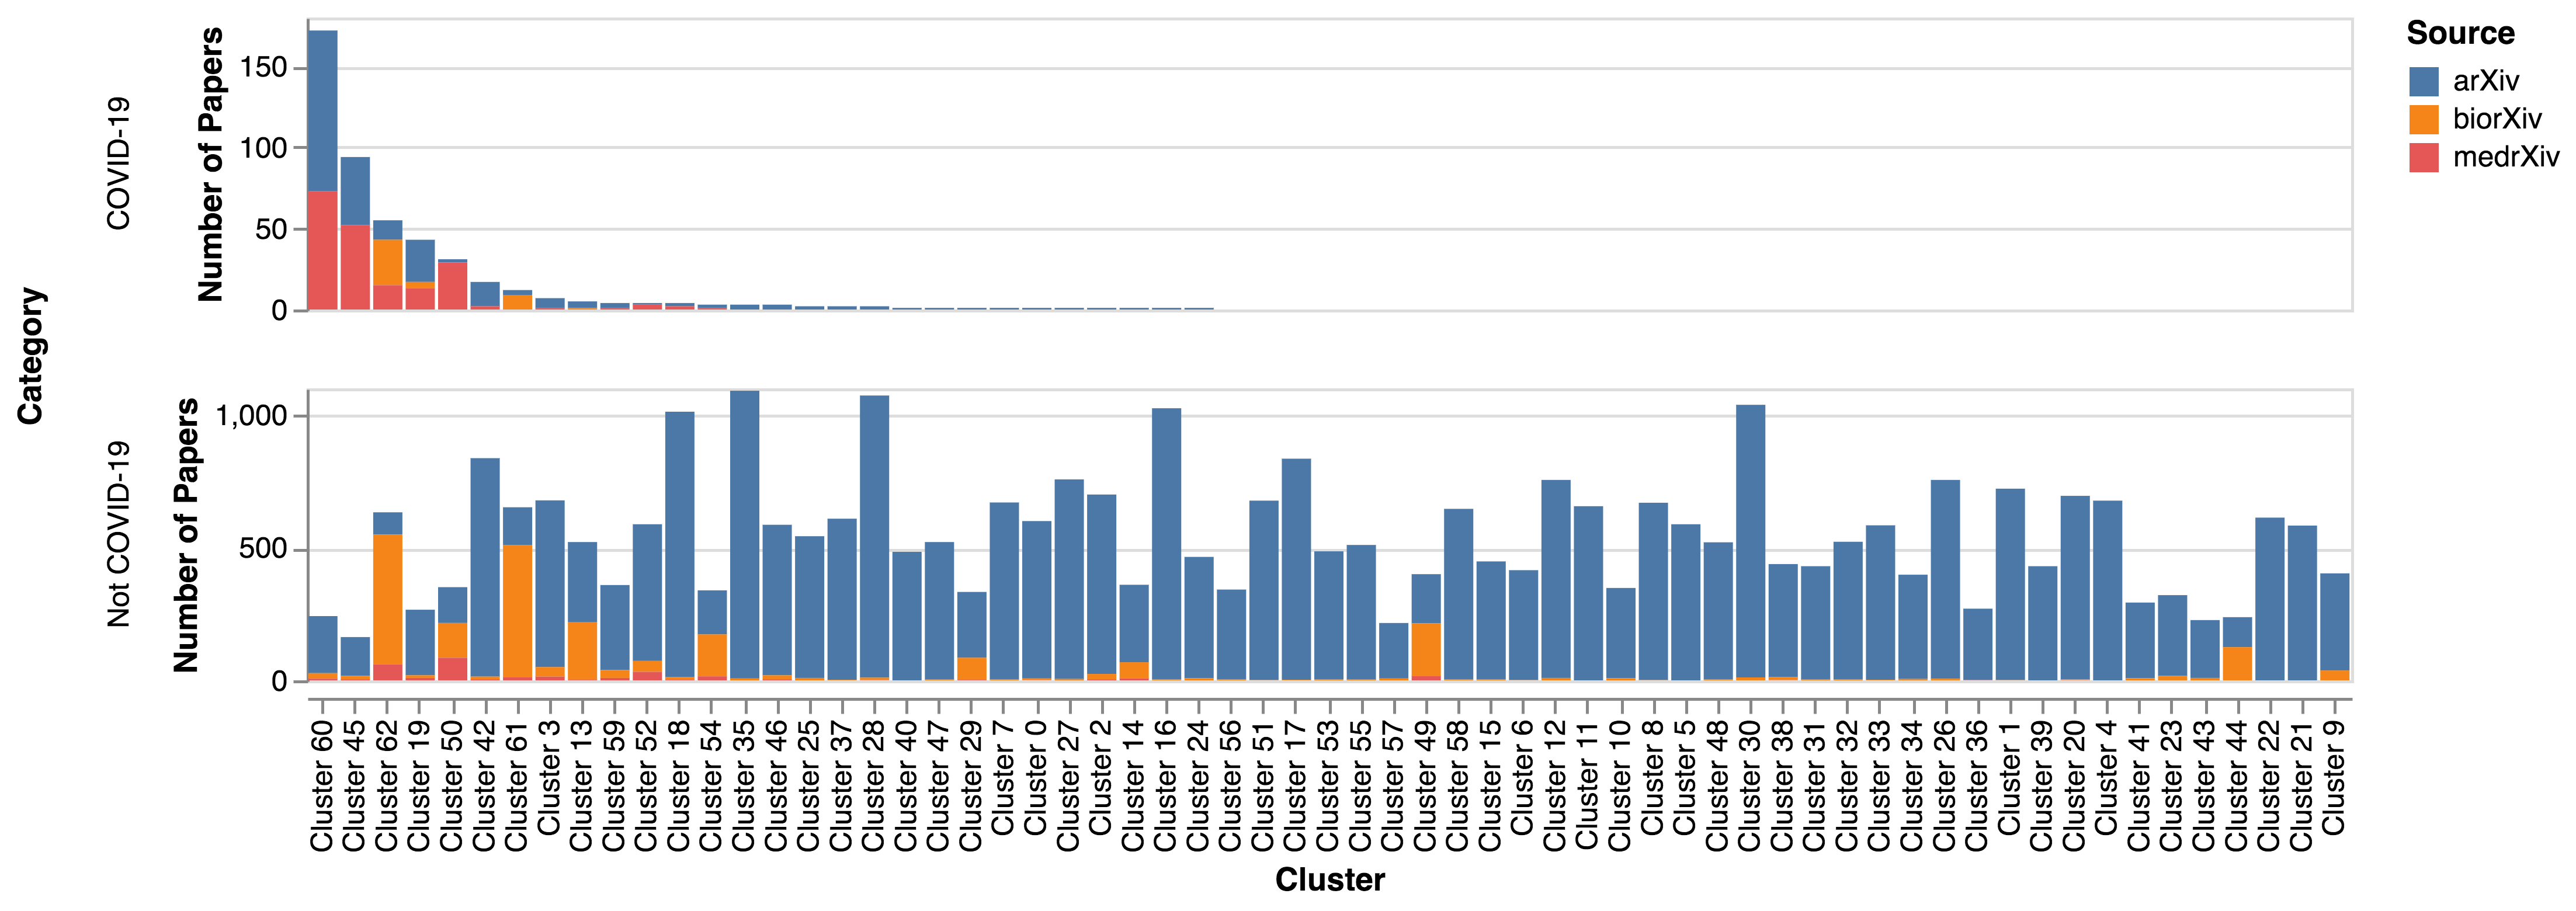 Category
COVID-19
Number of Papers
150
100
50
0
Source
arXiv
biorXiv
medrXiv
Not COVID-19
Number of Papers
1,000
500
0
Cluster 60
Cluster 45
Cluster 62
Cluster 19
Cluster 50
Cluster 42
Cluster 61
Cluster 3
Cluster 13
Cluster 59
Cluster 52
Cluster 18
Cluster 54
Cluster 35
Cluster 46
Cluster 25
Cluster 37
Cluster 28
Cluster 40
Cluster 47
Cluster 29
Cluster 7
Cluster 0
Cluster 27
Cluster 2
Cluster 14
Cluster 16
Cluster 24
Cluster 56
Cluster 51
Cluster 17
Cluster 53
Cluster 55
Cluster 57
Cluster 49
Cluster 58
Cluster 15
Cluster 6
Cluster 12
Cluster 11
Cluster 10
Cluster 8
Cluster 5
Cluster 48
Cluster 30
Cluster 38
Cluster 31
Cluster 32
Cluster 33
Cluster 34
Cluster 26
Cluster 36
Cluster 1
Cluster 39
Cluster 20
Cluster 4
Cluster 41
Cluster 23
Cluster 43
Cluster 44
Cluster 22
Cluster 21
Cluster 9
Cluster